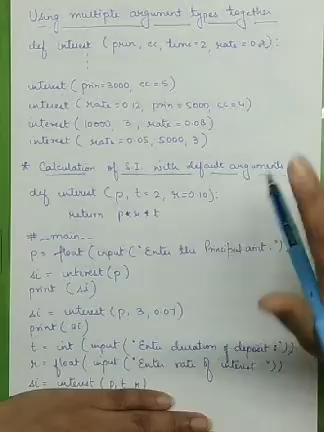 Using multiple argument types together
def interest (prin, cc, time=2, rate=0.09):
interest (prin=3000, cc=5)
interest (rate=0.12, prin=5000, cc=4)
interest (10000, 3, rate=0.08)
interest (rate=0.05, 5000, 3)
* Calculation of S.I. with default arguments
def interest (p, t=2, r=0.10):
return p*r*t
# __main__
p = float(input("Enter the Principal amt."))
si = interest(p)
print (si)
si = interest (p, 3, 0.07)
print (si)
t = int (input ("Enter duration of deposit:"))
r = float (input ("Enter rate of interest"))
si = interest (p, t, r)